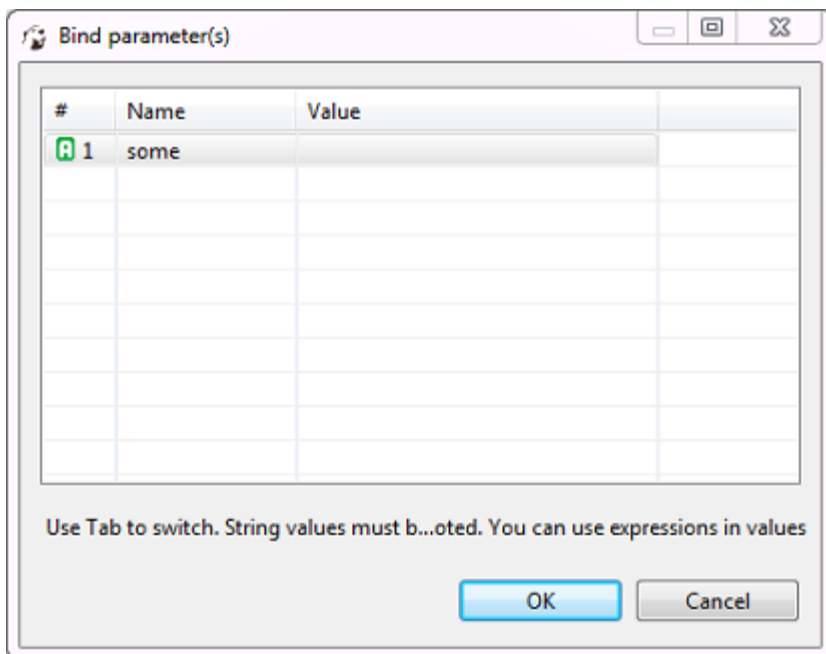 Bind parameter(s)
# Name Value
1 some
Use Tab to switch. String values must b...oted. You can use expressions in values
OK Cancel